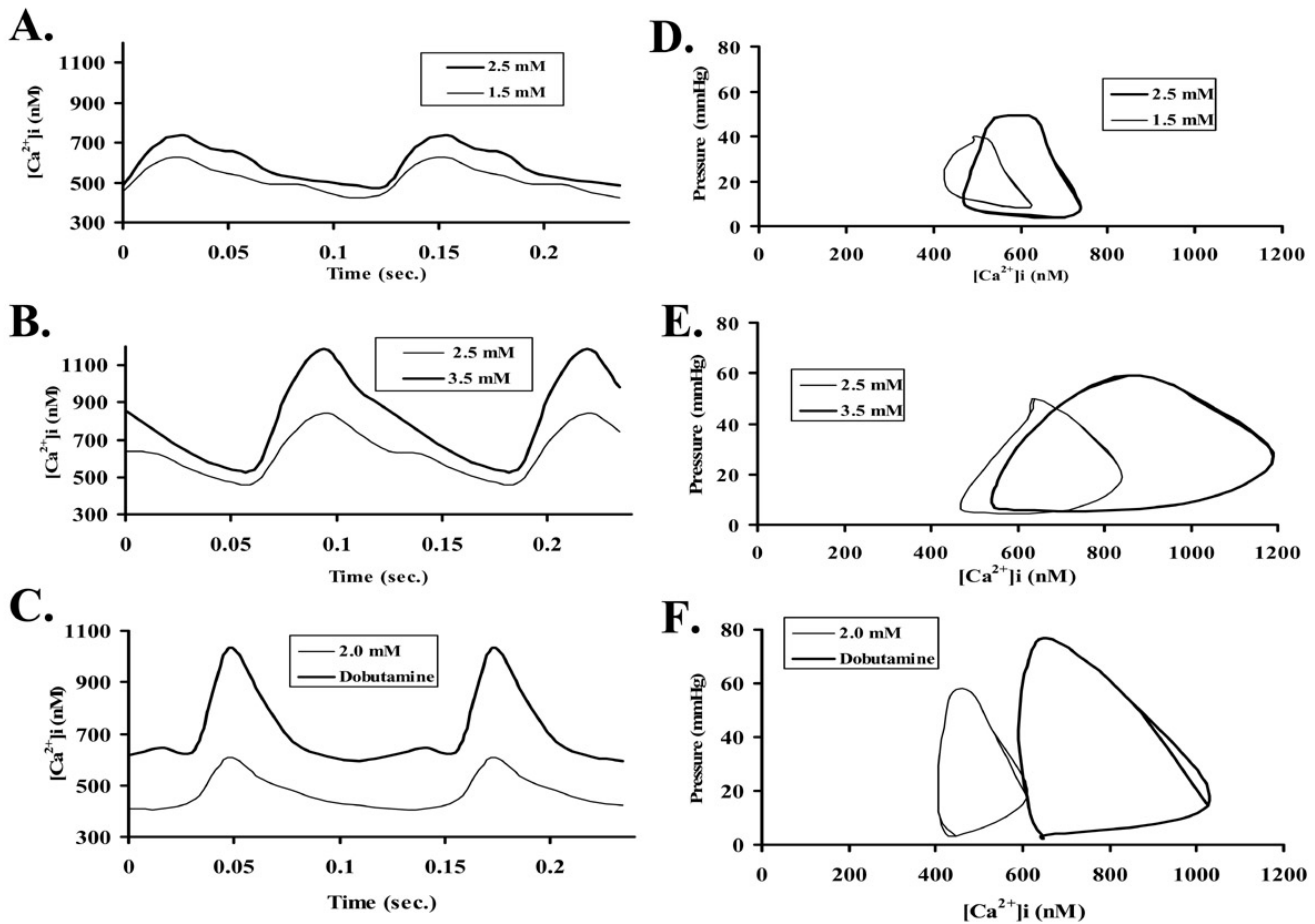 A.
[Ca²⁺]i (nM)
1100
900
700
500
300
2.5 mM
1.5 mM
0
0.05
0.1
0.15
0.2
Time (sec.)
D.
Pressure (mmHg)
80
60
40
20
0
2.5 mM
1.5 mM
0
200
400
600
800
1000
1200
[Ca²⁺]i (nM)
B.
[Ca²⁺]i (nM)
1100
900
700
500
300
2.5 mM
3.5 mM
0
0.05
0.1
0.15
0.2
Time (sec.)
E.
Pressure (mmHg)
80
60
40
20
0
2.5 mM
3.5 mM
0
200
400
600
800
1000
1200
[Ca²⁺]i (nM)
C.
[Ca²⁺]i (nM)
1100
900
700
500
300
2.0 mM
Dobutamine
0
0.05
0.1
0.15
0.2
Time (sec.)
F.
Pressure (mmHg)
80
60
40
20
0
2.0 mM
Dobutamine
0
200
400
600
800
1000
1200
[Ca²⁺]i (nM)